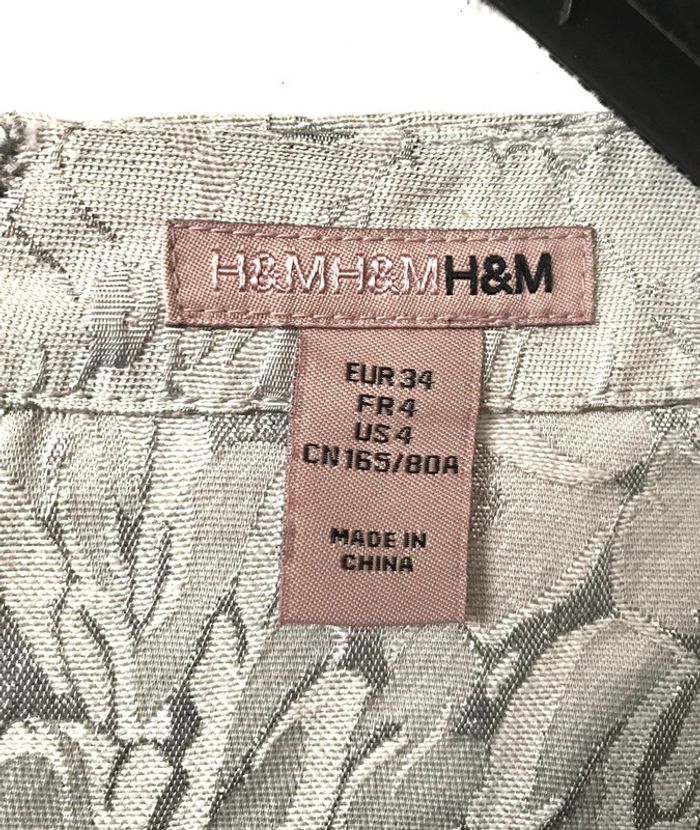 H&MH&MH&M
EUR 34
FR 4
US 4
CN 165/80A
MADE IN
CHINA